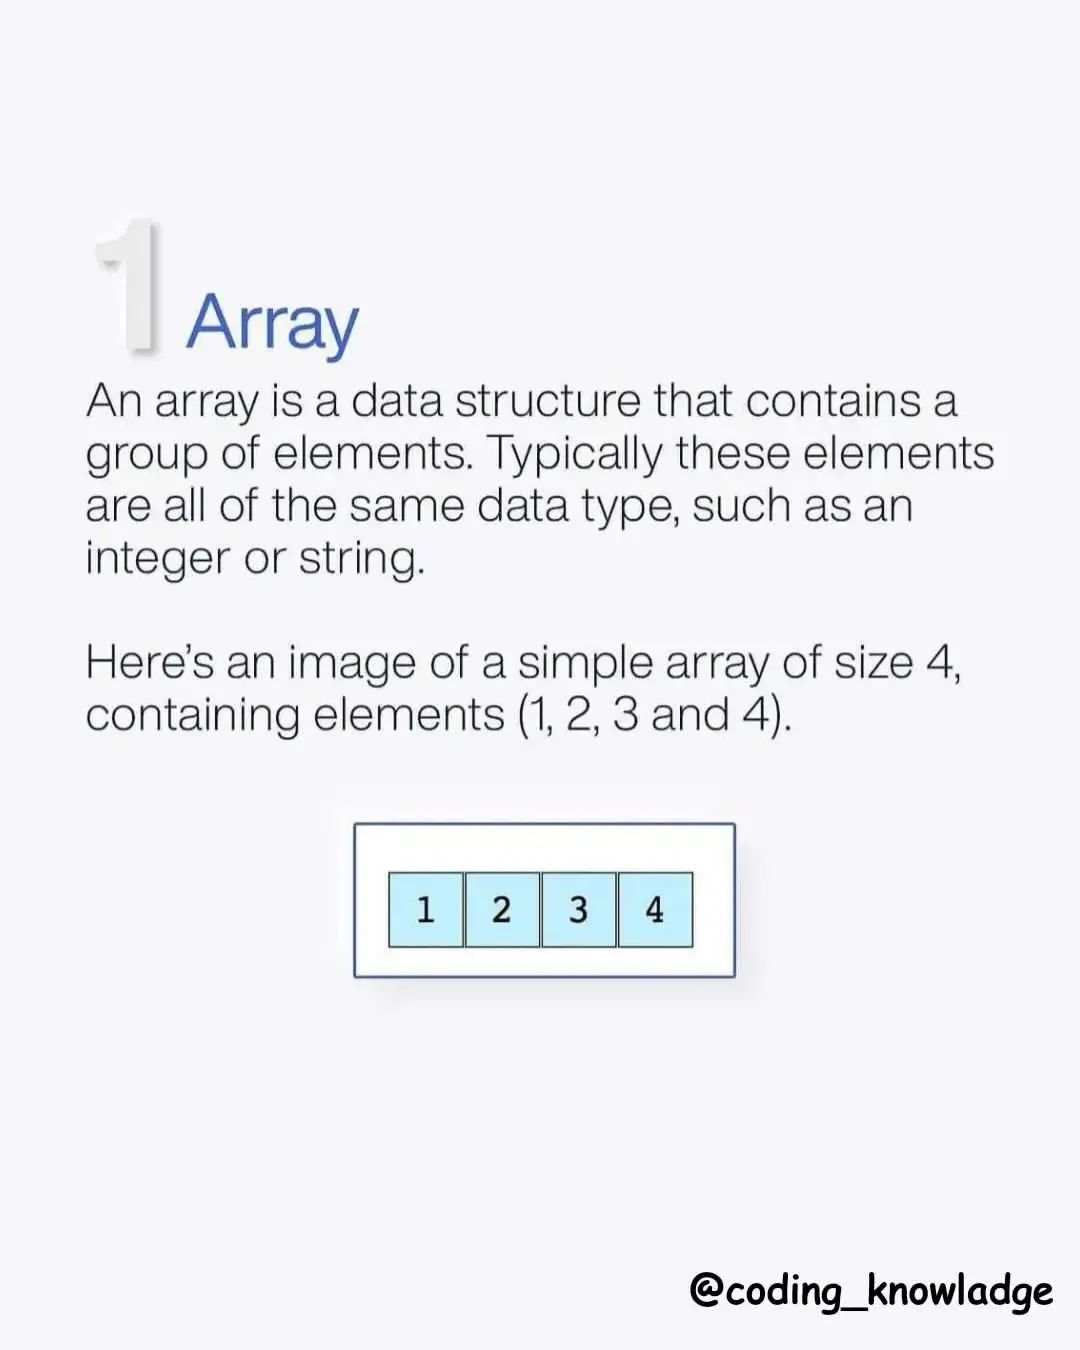 1
Array
An array is a data structure that contains a
group of elements. Typically these elements
are all of the same data type, such as an
integer or string.
Here's an image of a simple array of size 4,
containing elements (1, 2, 3 and 4).
1 2 3 4
@coding_knowladge